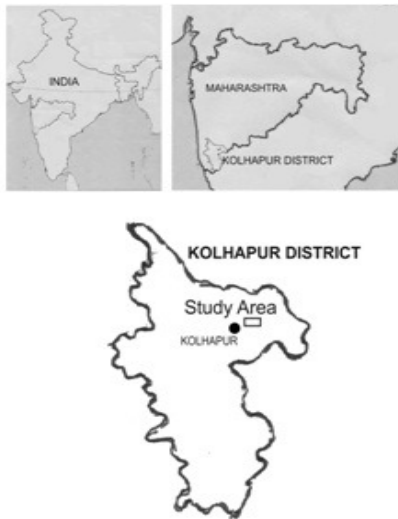 INDIA
MAHARASHTRA
KOLHAPUR DISTRICT
KOLHAPUR DISTRICT
Study Area
KOLHAPUR